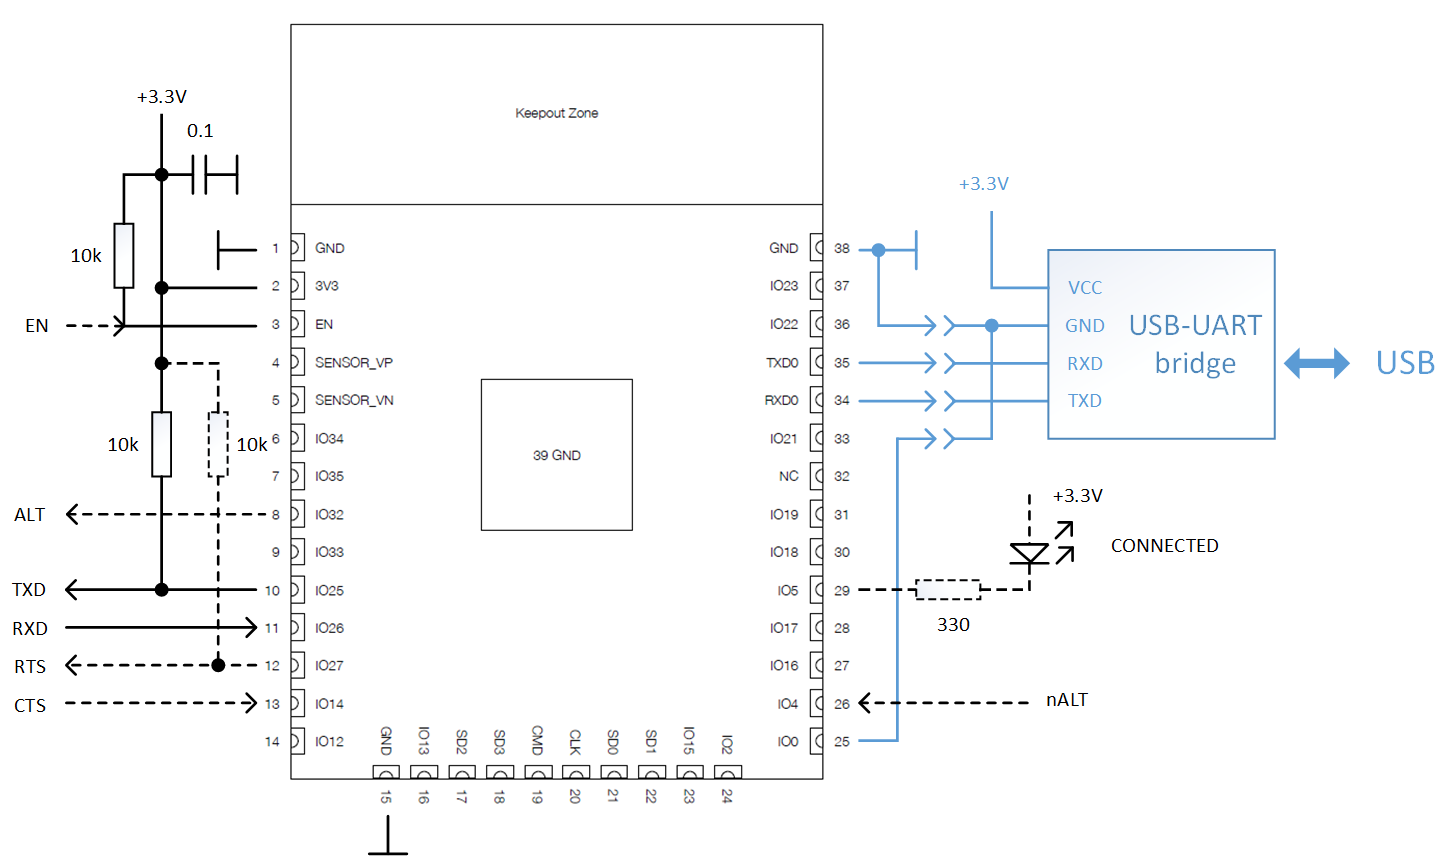 Keepout Zone
+3.3V
0.1
10k
EN
10k
10k
ALT
TXD
RXD
RTS
CTS
1 GND
2 3V3
3 EN
4 SENSOR_VP
5 SENSOR_VN
6 IO34
7 IO35
8 IO32
9 IO33
10 IO25
11 IO26
12 IO27
13 IO14
14 IO12
39 GND
GND 15
IO13 16
SD2 17
SD3 18
CMD 19
CLK 20
SD0 21
SD1 22
IO15 23
IO2 24
GND 38
IO23 37
IO22 36
TXD0 35
RXD0 34
IO21 33
NC 32
IO19 31
IO18 30
IO5 29
IO17 28
IO16 27
IO4 26
IO0 25
+3.3V
VCC
GND
RXD
TXD
USB-UART
bridge
USB
+3.3V
CONNECTED
330
nALT